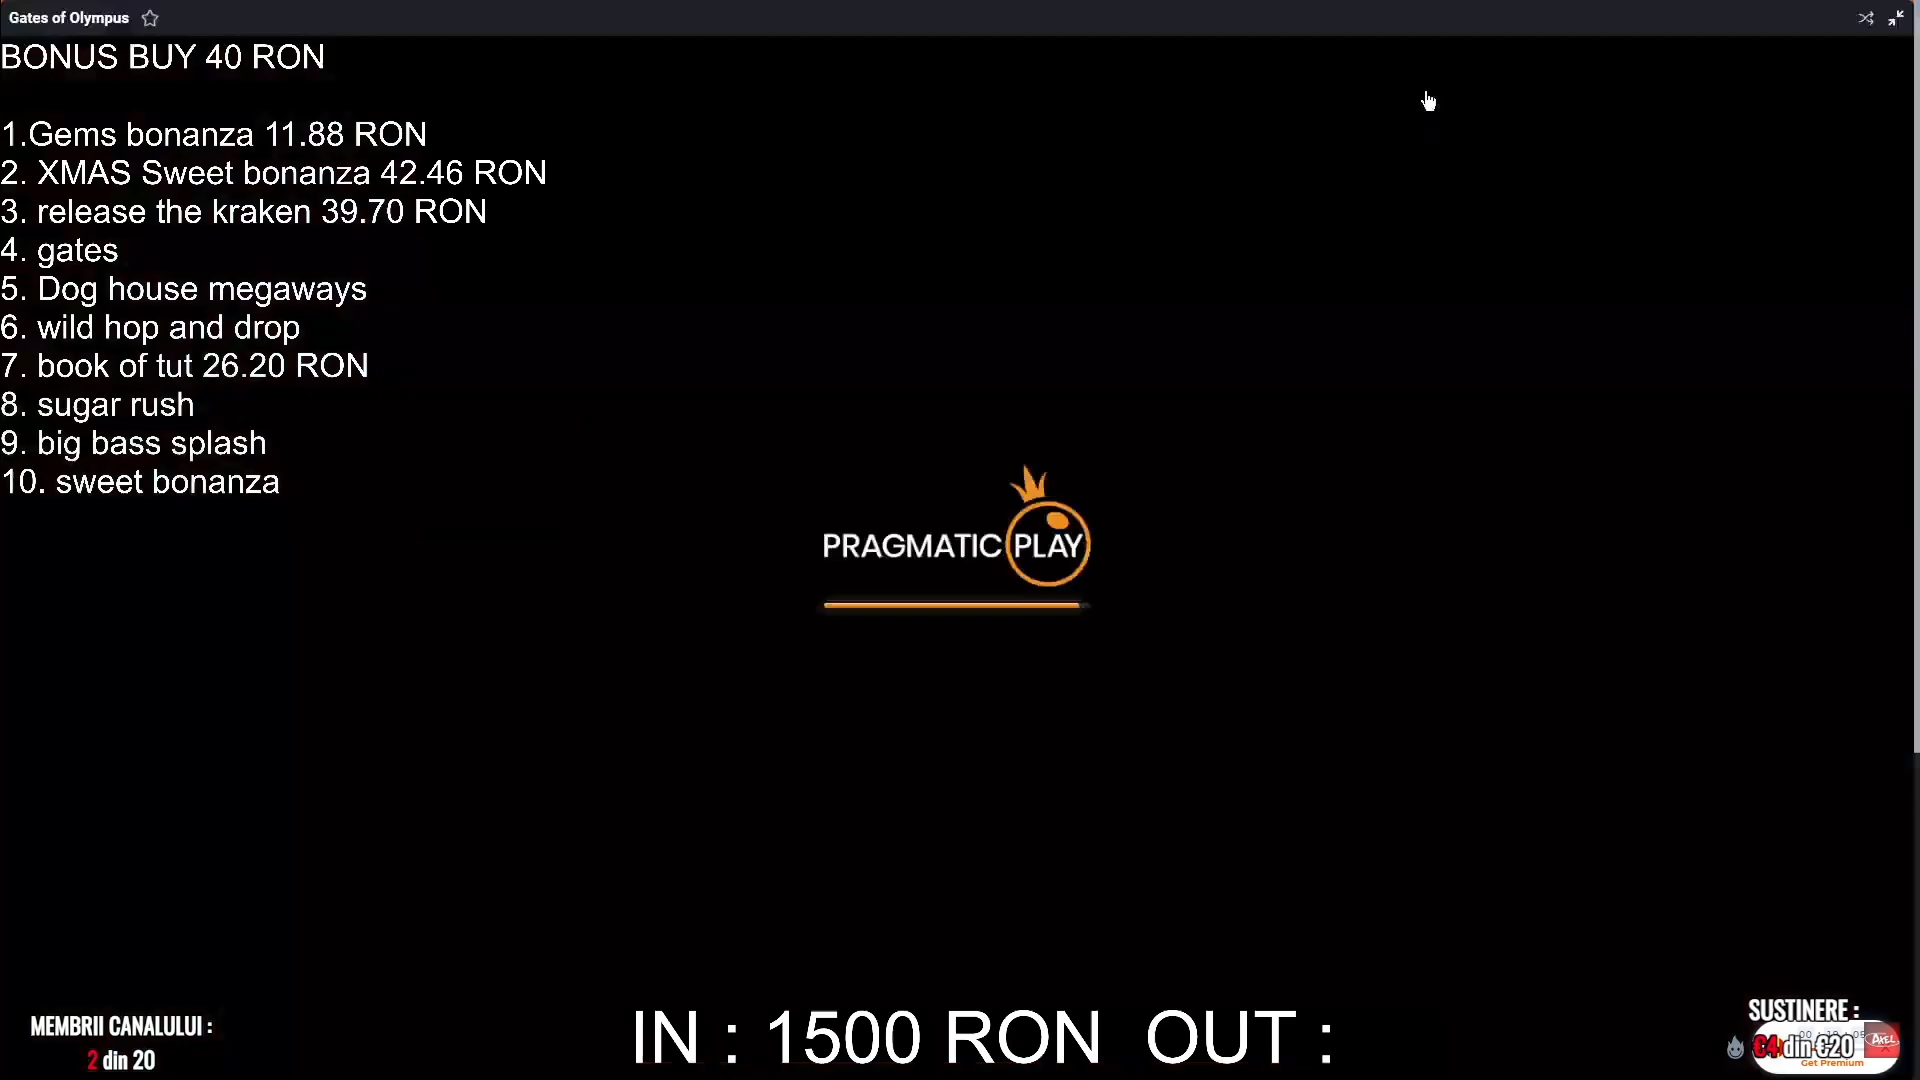 Gates of Olympus
BONUS BUY 40 RON
1.Gems bonanza 11.88 RON
2. XMAS Sweet bonanza 42.46 RON
3. release the kraken 39.70 RON
4. gates
5. Dog house megaways
6. wild hop and drop
7. book of tut 26.20 RON
8. sugar rush
9. big bass splash
10. sweet bonanza
PRAGMATIC PLAY
MEMBRII CANALULUI :
2 din 20
IN : 1500 RON OUT :
SUSTINERE :
€4 din €20
AXEL
Get Premium